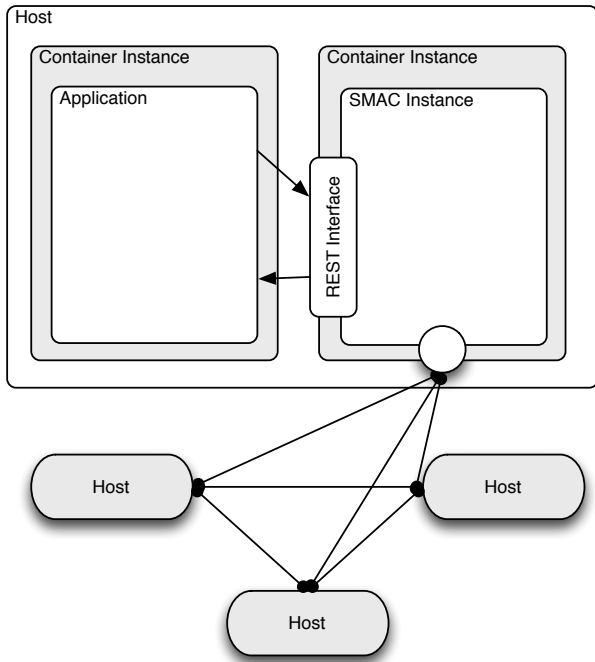 Host
Container Instance
Container Instance
Application
SMAC Instance
REST Interface
Host
Host
Host